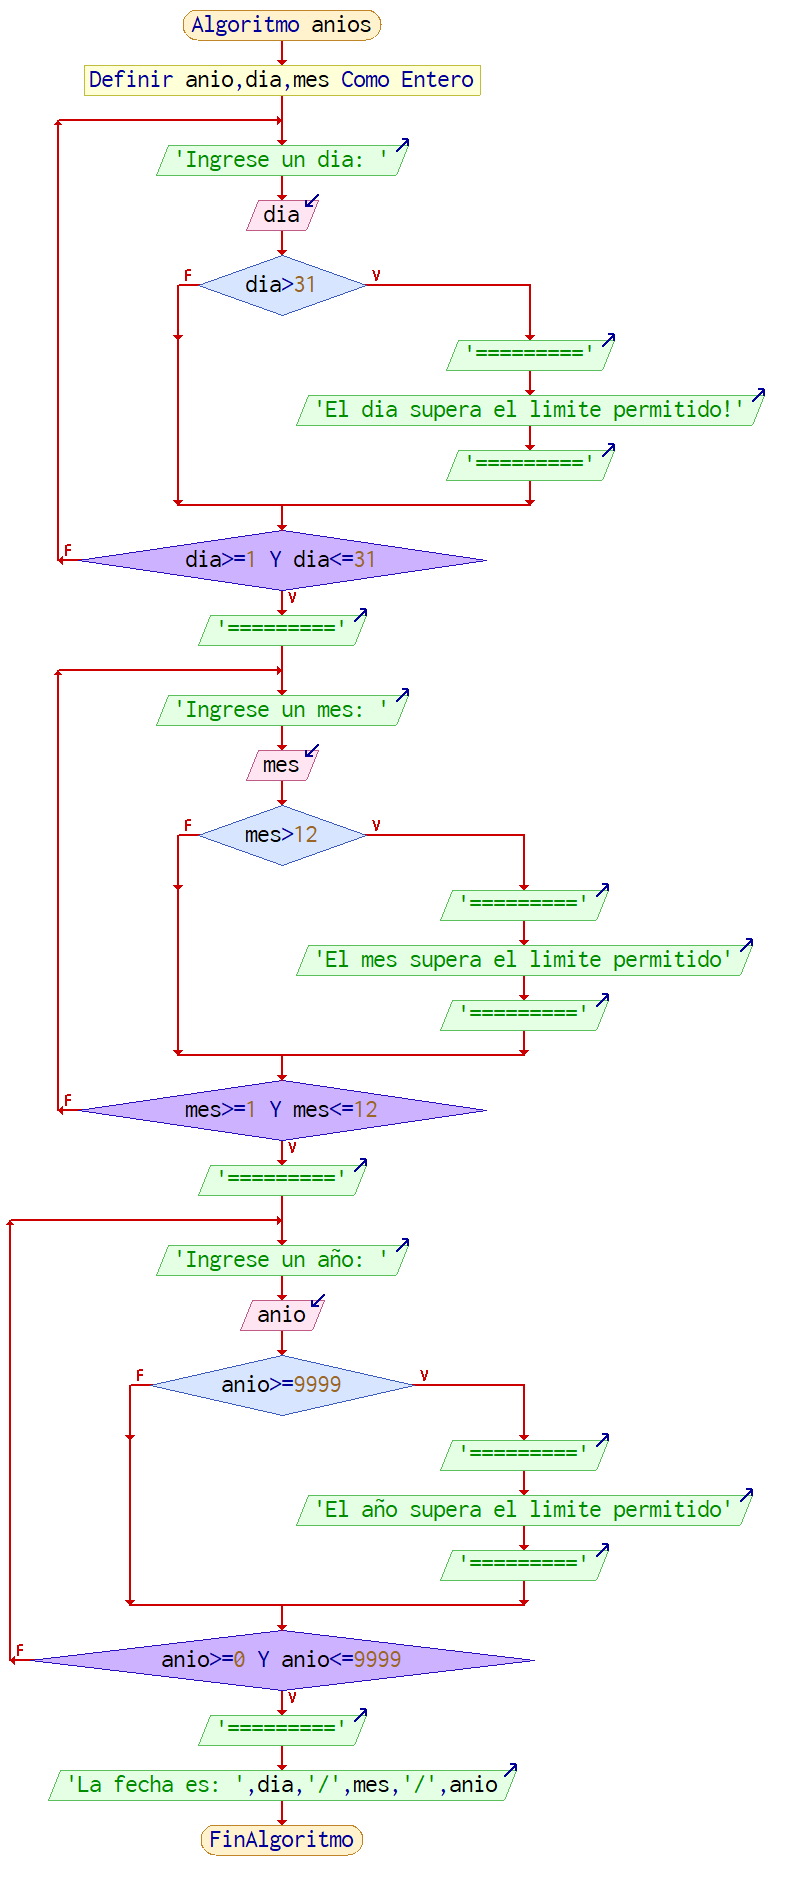 Algoritmo anios
Definir anio,dia,mes Como Entero
'Ingrese un dia: '
dia
F
V
dia>31
'========='
'El dia supera el limite permitido!'
'========='
F
dia>=1 Y dia<=31
V
'========='
'Ingrese un mes: '
mes
F
V
mes>12
'========='
'El mes supera el limite permitido'
'========='
F
mes>=1 Y mes<=12
V
'========='
'Ingrese un año: '
anio
F
V
anio>=9999
'========='
'El año supera el limite permitido'
'========='
F
anio>=0 Y anio<=9999
V
'========='
'La fecha es: ',dia,'/',mes,'/',anio
FinAlgoritmo